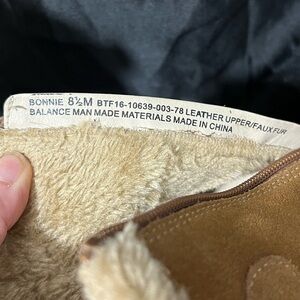 BONNIE 8½M BTF16-10639-003-78 LEATHER UPPER/FAUX FUR
BALANCE MAN MADE MATERIALS MADE IN CHINA